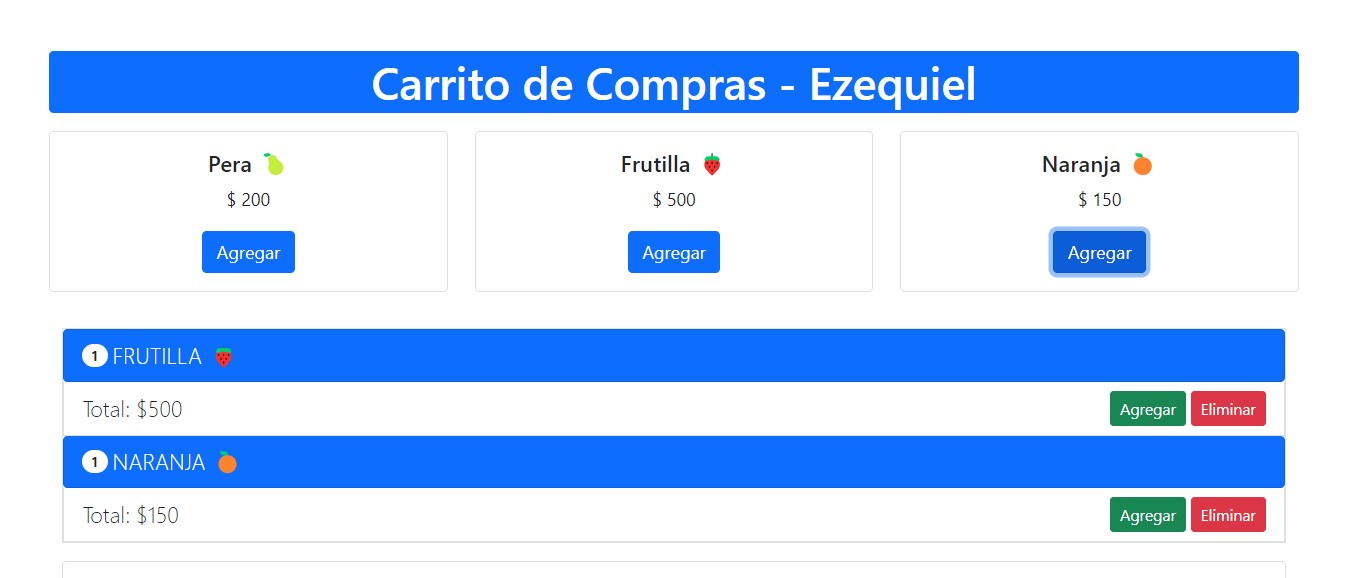 Carrito de Compras - Ezequiel
Pera
$ 200
Agregar
Frutilla
$ 500
Agregar
Naranja
$ 150
Agregar
1 FRUTILLA
Total: $500 Agregar Eliminar
1 NARANJA
Total: $150 Agregar Eliminar